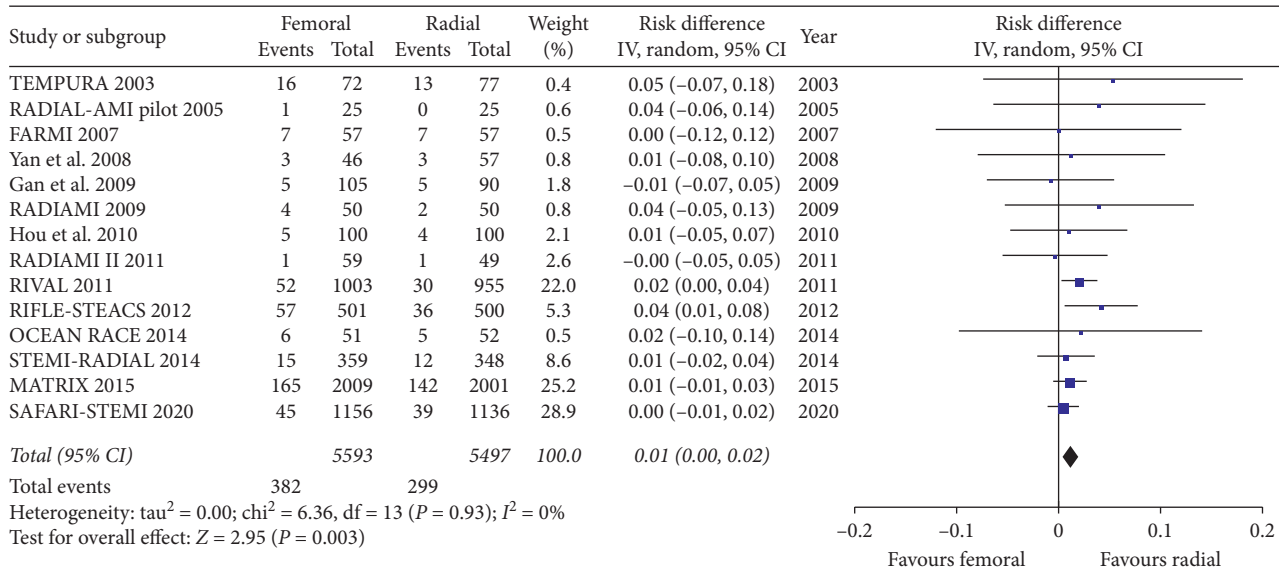 Study or subgroup Femoral Radial Weight Risk difference Year Risk difference
Events Total Events Total (%) IV, random, 95% CI IV, random, 95% CI
TEMPURA 2003 16 72 13 77 0.4 0.05 (–0.07, 0.18) 2003
RADIAL-AMI pilot 2005 1 25 0 25 0.6 0.04 (–0.06, 0.14) 2005
FARMI 2007 7 57 7 57 0.5 0.00 (–0.12, 0.12) 2007
Yan et al. 2008 3 46 3 57 0.8 0.01 (–0.08, 0.10) 2008
Gan et al. 2009 5 105 5 90 1.8 –0.01 (–0.07, 0.05) 2009
RADIAMI 2009 4 50 2 50 0.8 0.04 (–0.05, 0.13) 2009
Hou et al. 2010 5 100 4 100 2.1 0.01 (–0.05, 0.07) 2010
RADIAMI II 2011 1 59 1 49 2.6 –0.00 (–0.05, 0.05) 2011
RIVAL 2011 52 1003 30 955 22.0 0.02 (0.00, 0.04) 2011
RIFLE-STEACS 2012 57 501 36 500 5.3 0.04 (0.01, 0.08) 2012
OCEAN RACE 2014 6 51 5 52 0.5 0.02 (–0.10, 0.14) 2014
STEMI-RADIAL 2014 15 359 12 348 8.6 0.01 (–0.02, 0.04) 2014
MATRIX 2015 165 2009 142 2001 25.2 0.01 (–0.01, 0.03) 2015
SAFARI-STEMI 2020 45 1156 39 1136 28.9 0.00 (–0.01, 0.02) 2020
Total (95% CI) 5593 5497 100.0 0.01 (0.00, 0.02)
Total events 382 299
Heterogeneity: tau² = 0.00; chi² = 6.36, df = 13 (P = 0.93); I² = 0%
Test for overall effect: Z = 2.95 (P = 0.003)
–0.2 –0.1 0 0.1 0.2
Favours femoral Favours radial